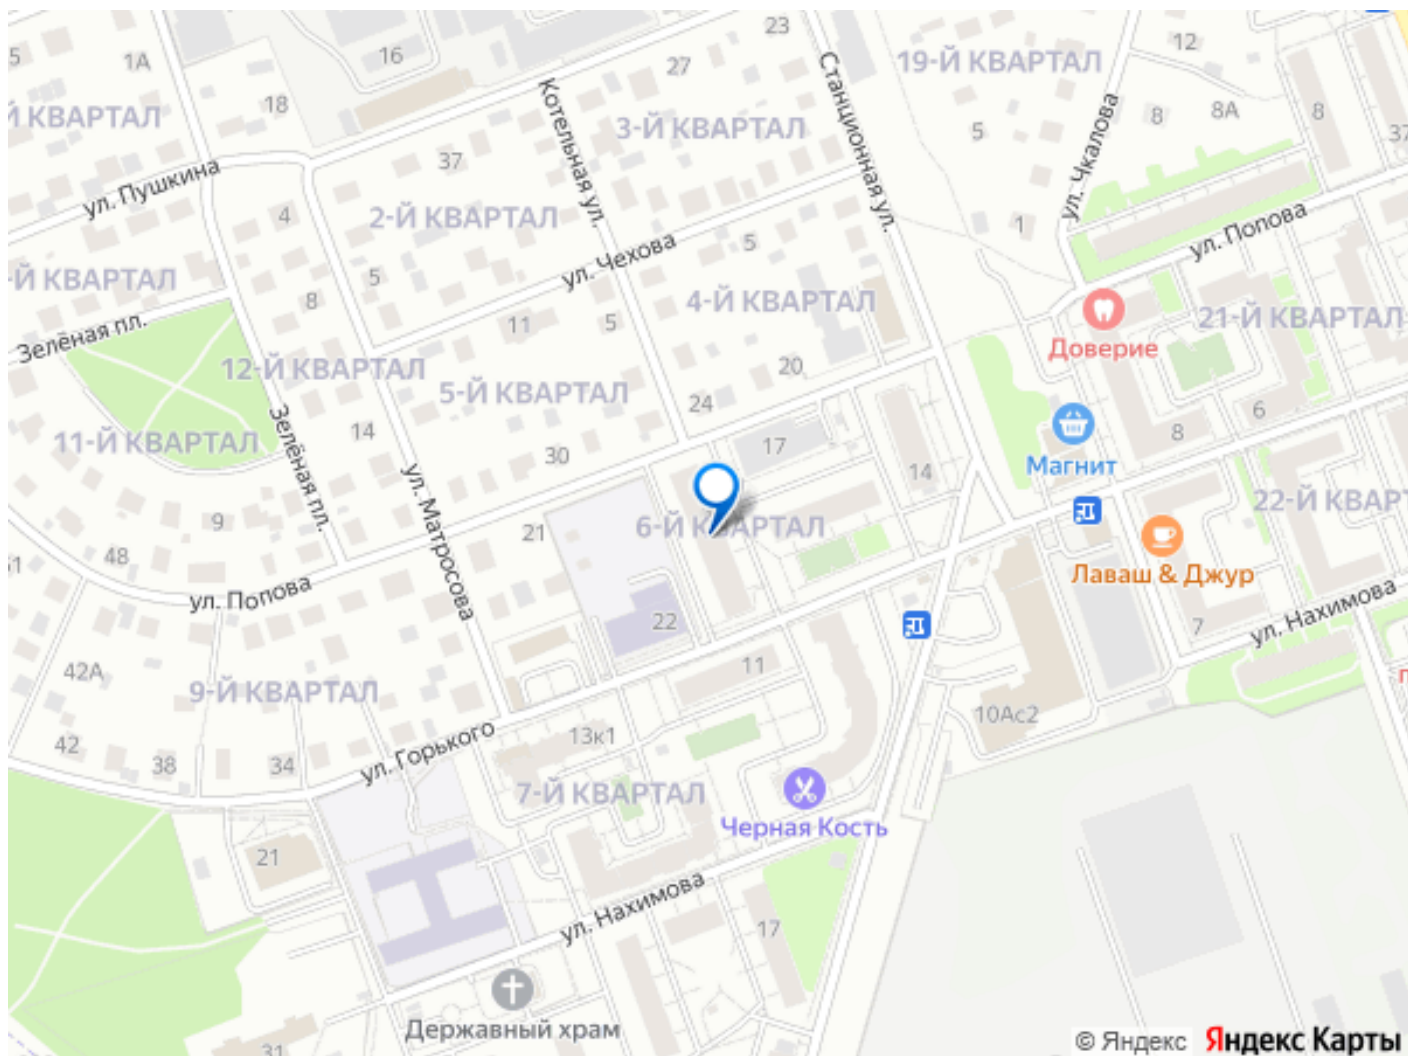 23
12
16
1А
27
19-Й КВАРТАЛ
5
Котельная ул.
Станционная ул.
18
8
8А
8
Й КВАРТАЛ
3-Й КВАРТАЛ
5
ул. Чкалова
37
37
ул. Пушкина
4
2-Й КВАРТАЛ
1
ул. Попова
5
ул. Чехова
-Й КВАРТАЛ
5
8
4-Й КВАРТАЛ
21-Й КВАРТАЛ
Зелёная пл.
11
5
Доверие
12-Й КВАРТАЛ
20
5-Й КВАРТАЛ
24
6
11-Й КВАРТАЛ
14
8
Зелёная пл.
30
17
14
Магнит
ул. Матросова
22-Й КВАРТ
9
21
6-Й КВАРТАЛ
48
51
Лаваш & Джур
ул. Попова
ул. Нахимова
22
7
42А
11
9-Й КВАРТАЛ
10Ас2
ул. Горького
13к1
42
38
34
7-Й КВАРТАЛ
Черная Кость
21
ул. Нахимова
17
Державный храм
31
© Яндекс Яндекс Карты